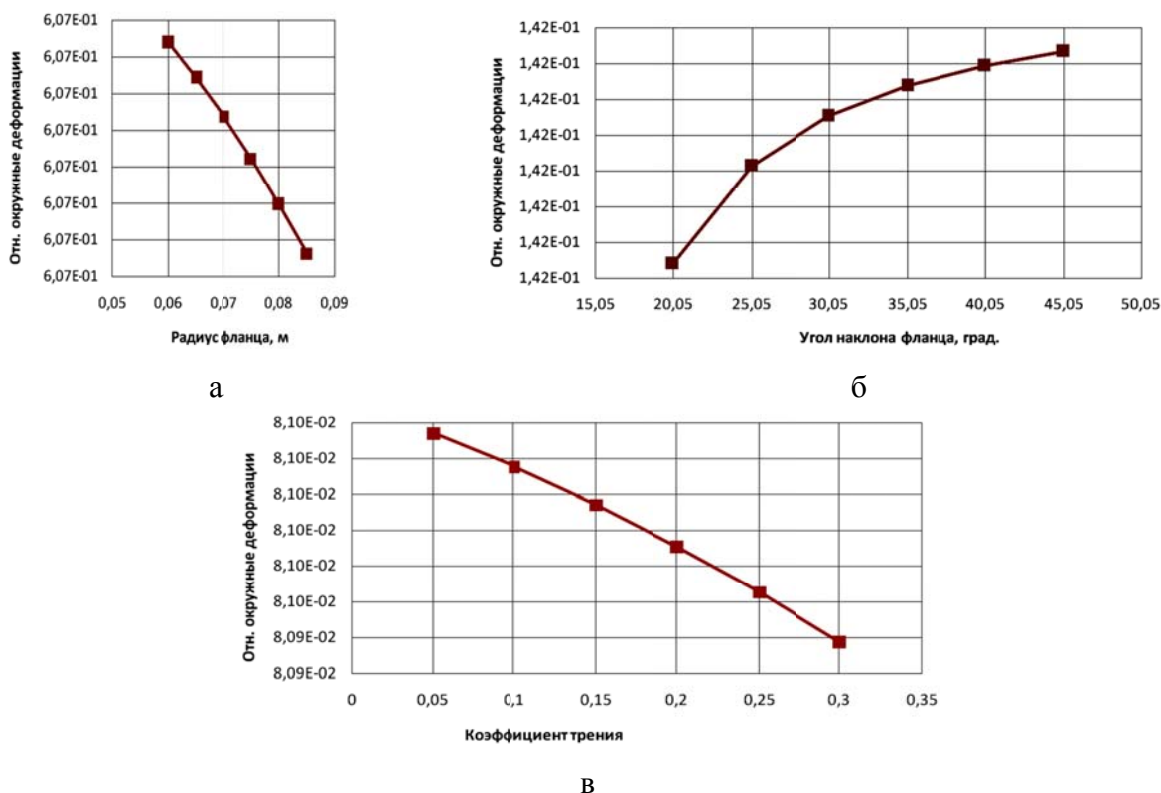 6,07E-01
6,07E-01
6,07E-01
6,07E-01
6,07E-01
6,07E-01
6,07E-01
6,07E-01
Отн. окружные деформации
0,05 0,06 0,07 0,08 0,09
Радиус фланца, м
а
1,42E-01
1,42E-01
1,42E-01
1,42E-01
1,42E-01
1,42E-01
1,42E-01
1,42E-01
Отн. окружные деформации
15,05 20,05 25,05 30,05 35,05 40,05 45,05 50,05
Угол наклона фланца, град.
б
8,10E-02
8,10E-02
8,10E-02
8,10E-02
8,10E-02
8,10E-02
8,09E-02
8,09E-02
Отн. окружные деформации
0 0,05 0,1 0,15 0,2 0,25 0,3 0,35
Коэффициент трения
в